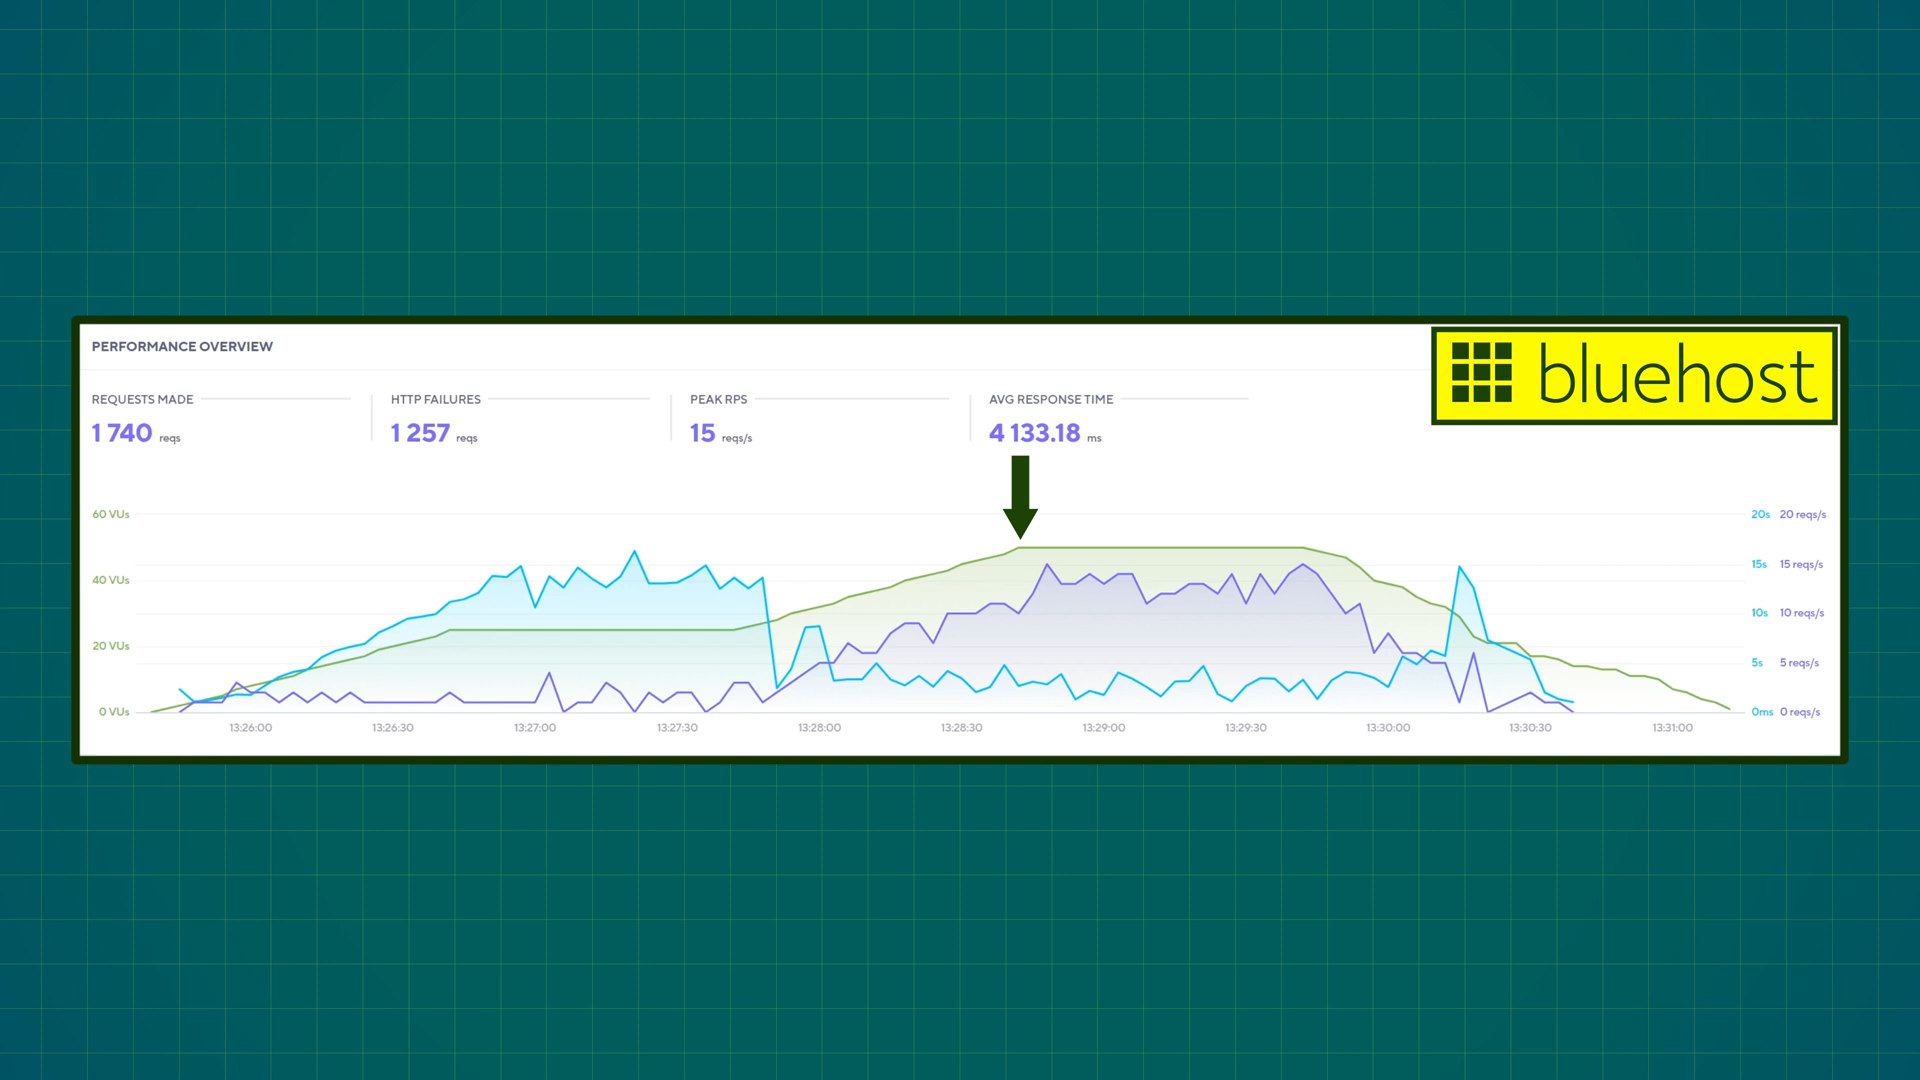 PERFORMANCE OVERVIEW
bluehost
REQUESTS MADE
1 740 reqs
HTTP FAILURES
1 257 reqs
PEAK RPS
15 reqs/s
AVG RESPONSE TIME
4 133.18 ms
60 VUs
40 VUs
20 VUs
0 VUs
20s 20 reqs/s
15s 15 reqs/s
10s 10 reqs/s
5s 5 reqs/s
0ms 0 reqs/s
13:26:00 13:26:30 13:27:00 13:27:30 13:28:00 13:28:30 13:29:00 13:29:30 13:30:00 13:30:30 13:31:00